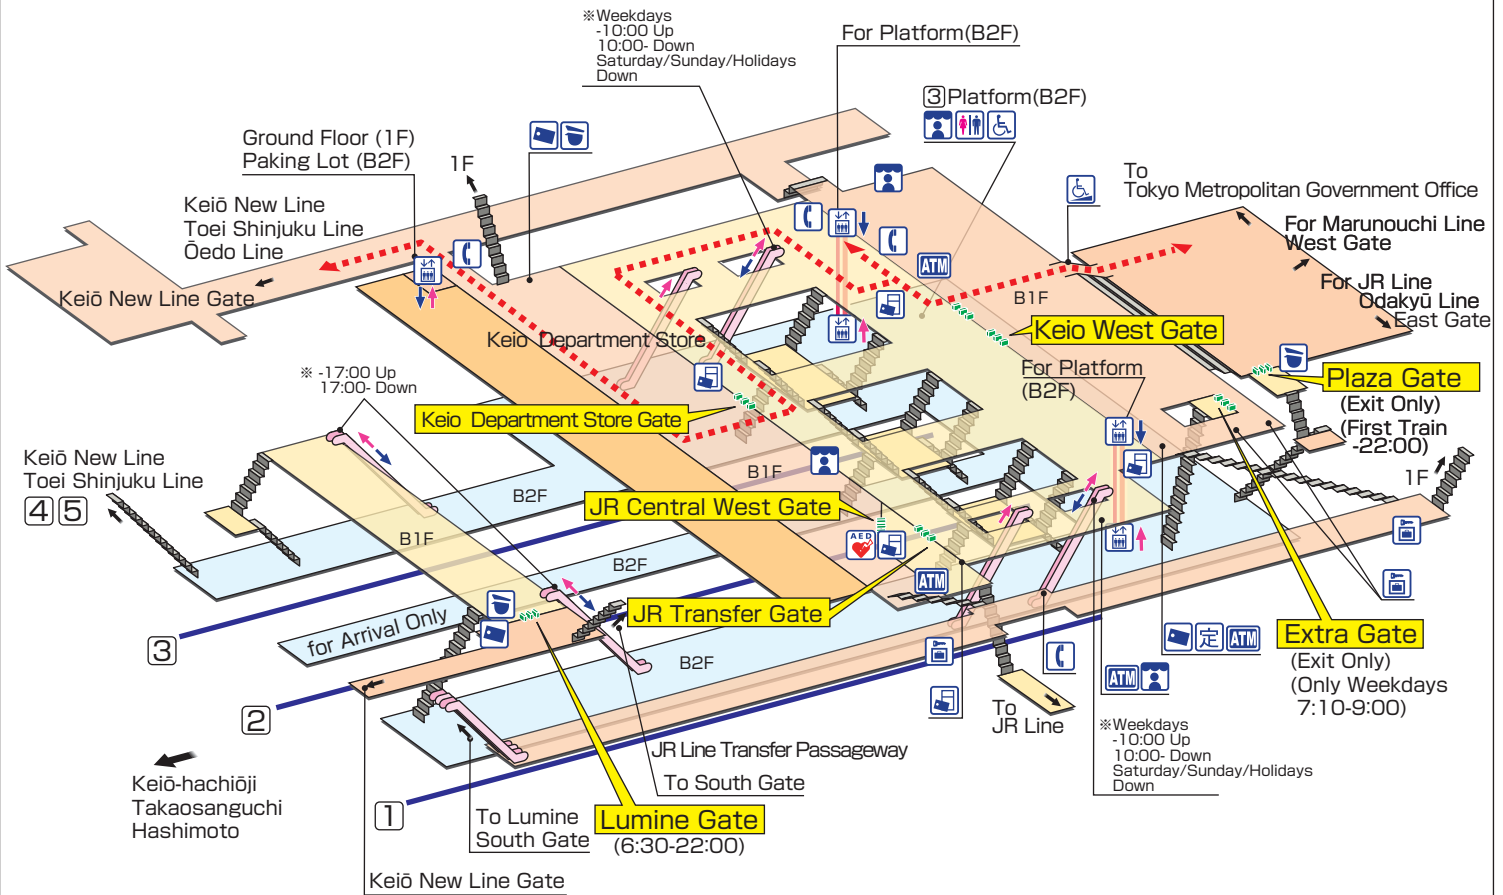 ※Weekdays
-10:00 Up
10:00- Down
Saturday/Sunday/Holidays
Down
For Platform(B2F)
3 Platform(B2F)
Ground Floor (1F)
Paking Lot (B2F)
1F
To
Tokyo Metropolitan Government Office
Keiō New Line
Toei Shinjuku Line
Ōedo Line
For Marunouchi Line
West Gate
ATM
For JR Line
Odakyū Line
East Gate
Keiō New Line Gate
B1F
Keio West Gate
Keio Department Store
※ -17:00 Up
17:00- Down
For Platform
(B2F)
Plaza Gate
(Exit Only)
(First Train
-22:00)
Keio Department Store Gate
Keiō New Line
Toei Shinjuku Line
4 5
B1F
1F
B2F
JR Central West Gate
B1F
AED
B2F
ATM
JR Transfer Gate
for Arrival Only
3
B2F
定
ATM
Extra Gate
(Exit Only)
(Only Weekdays
7:10-9:00)
ATM
2
To
JR Line
※Weekdays
-10:00 Up
10:00- Down
Saturday/Sunday/Holidays
Down
JR Line Transfer Passageway
To South Gate
Keiō-hachiōji
Takaosanguchi
Hashimoto
1
To Lumine
South Gate
Lumine Gate
(6:30-22:00)
Keiō New Line Gate